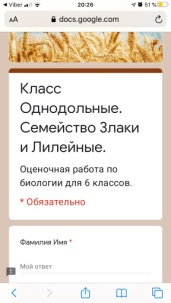 Viber
20:26
51 %
AA
docs.google.com
Класс
Однодольные.
Семейство Злаки
и Лилейные.
Оценочная работа по
биологии для 6 классов.
* Обязательно
Фамилия Имя *
Мой ответ